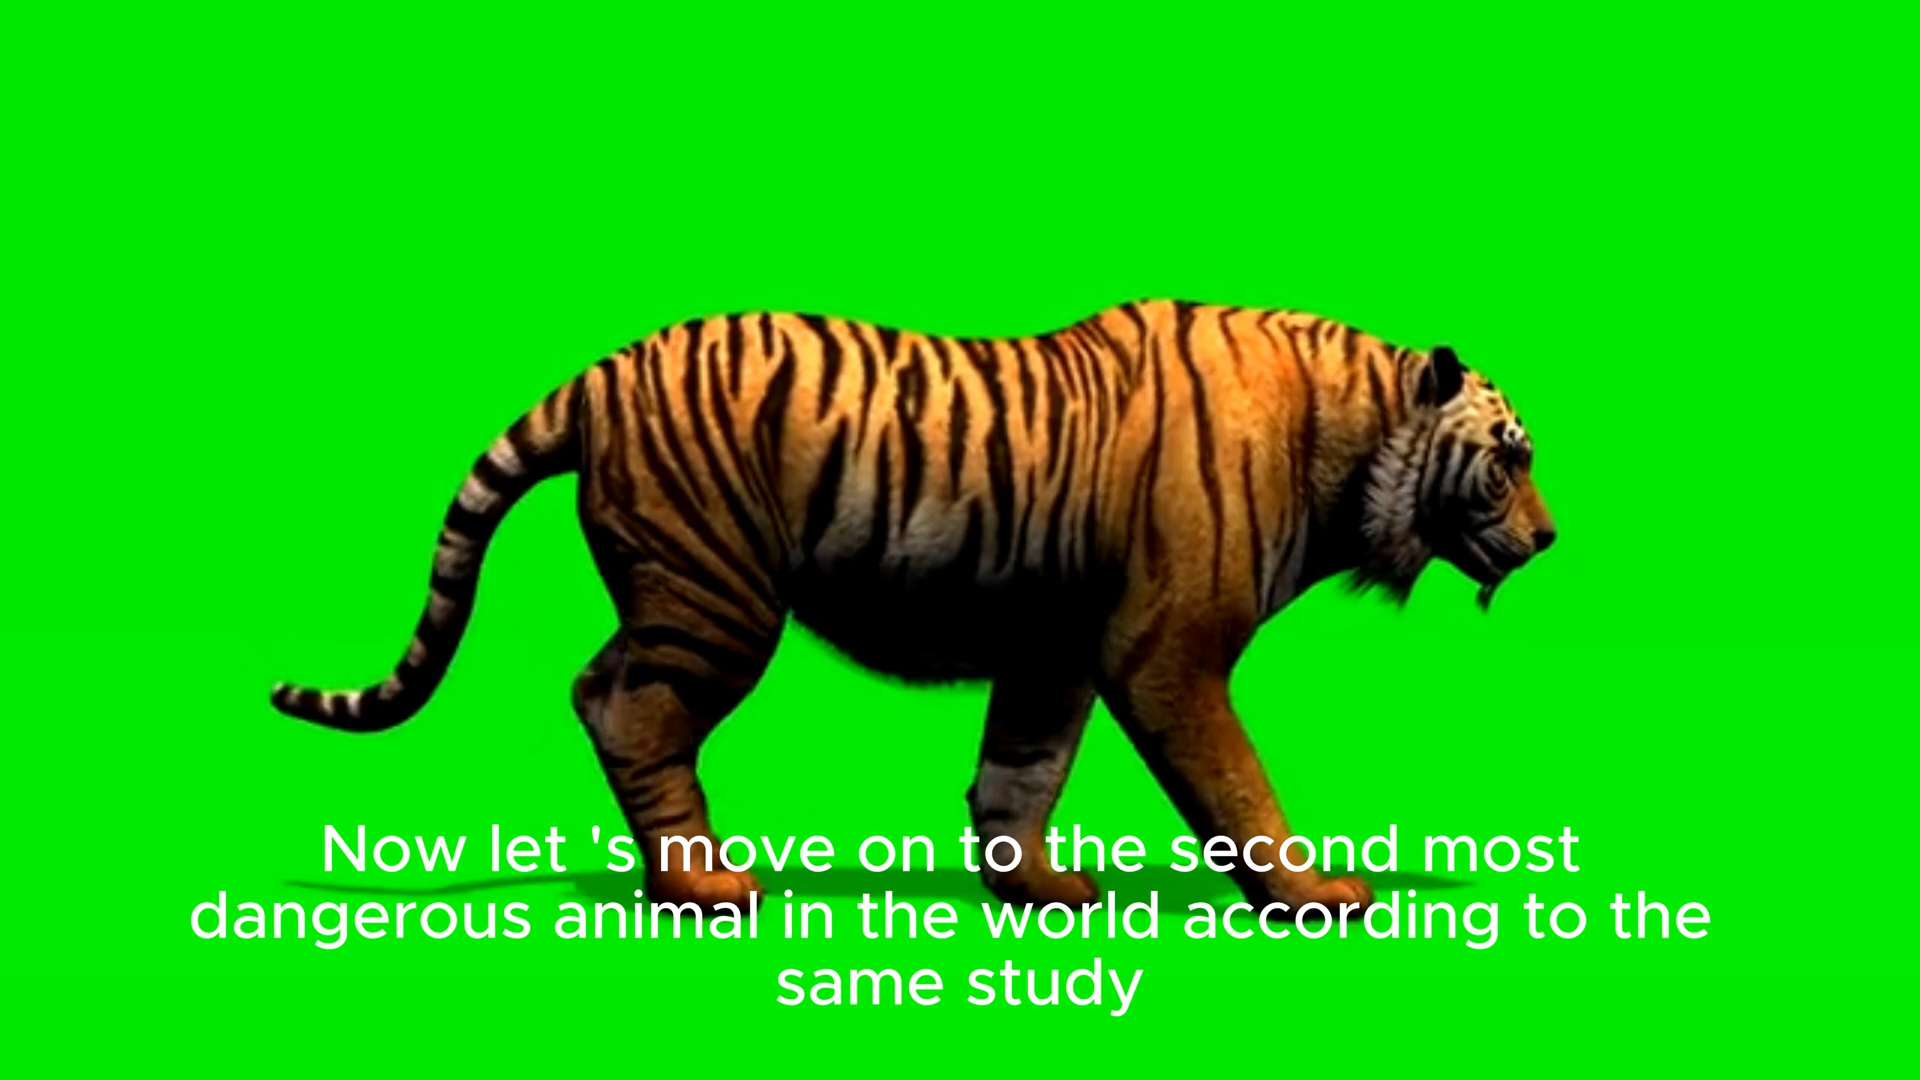 Now let 's move on to the second most
dangerous animal in the world according to the
same study